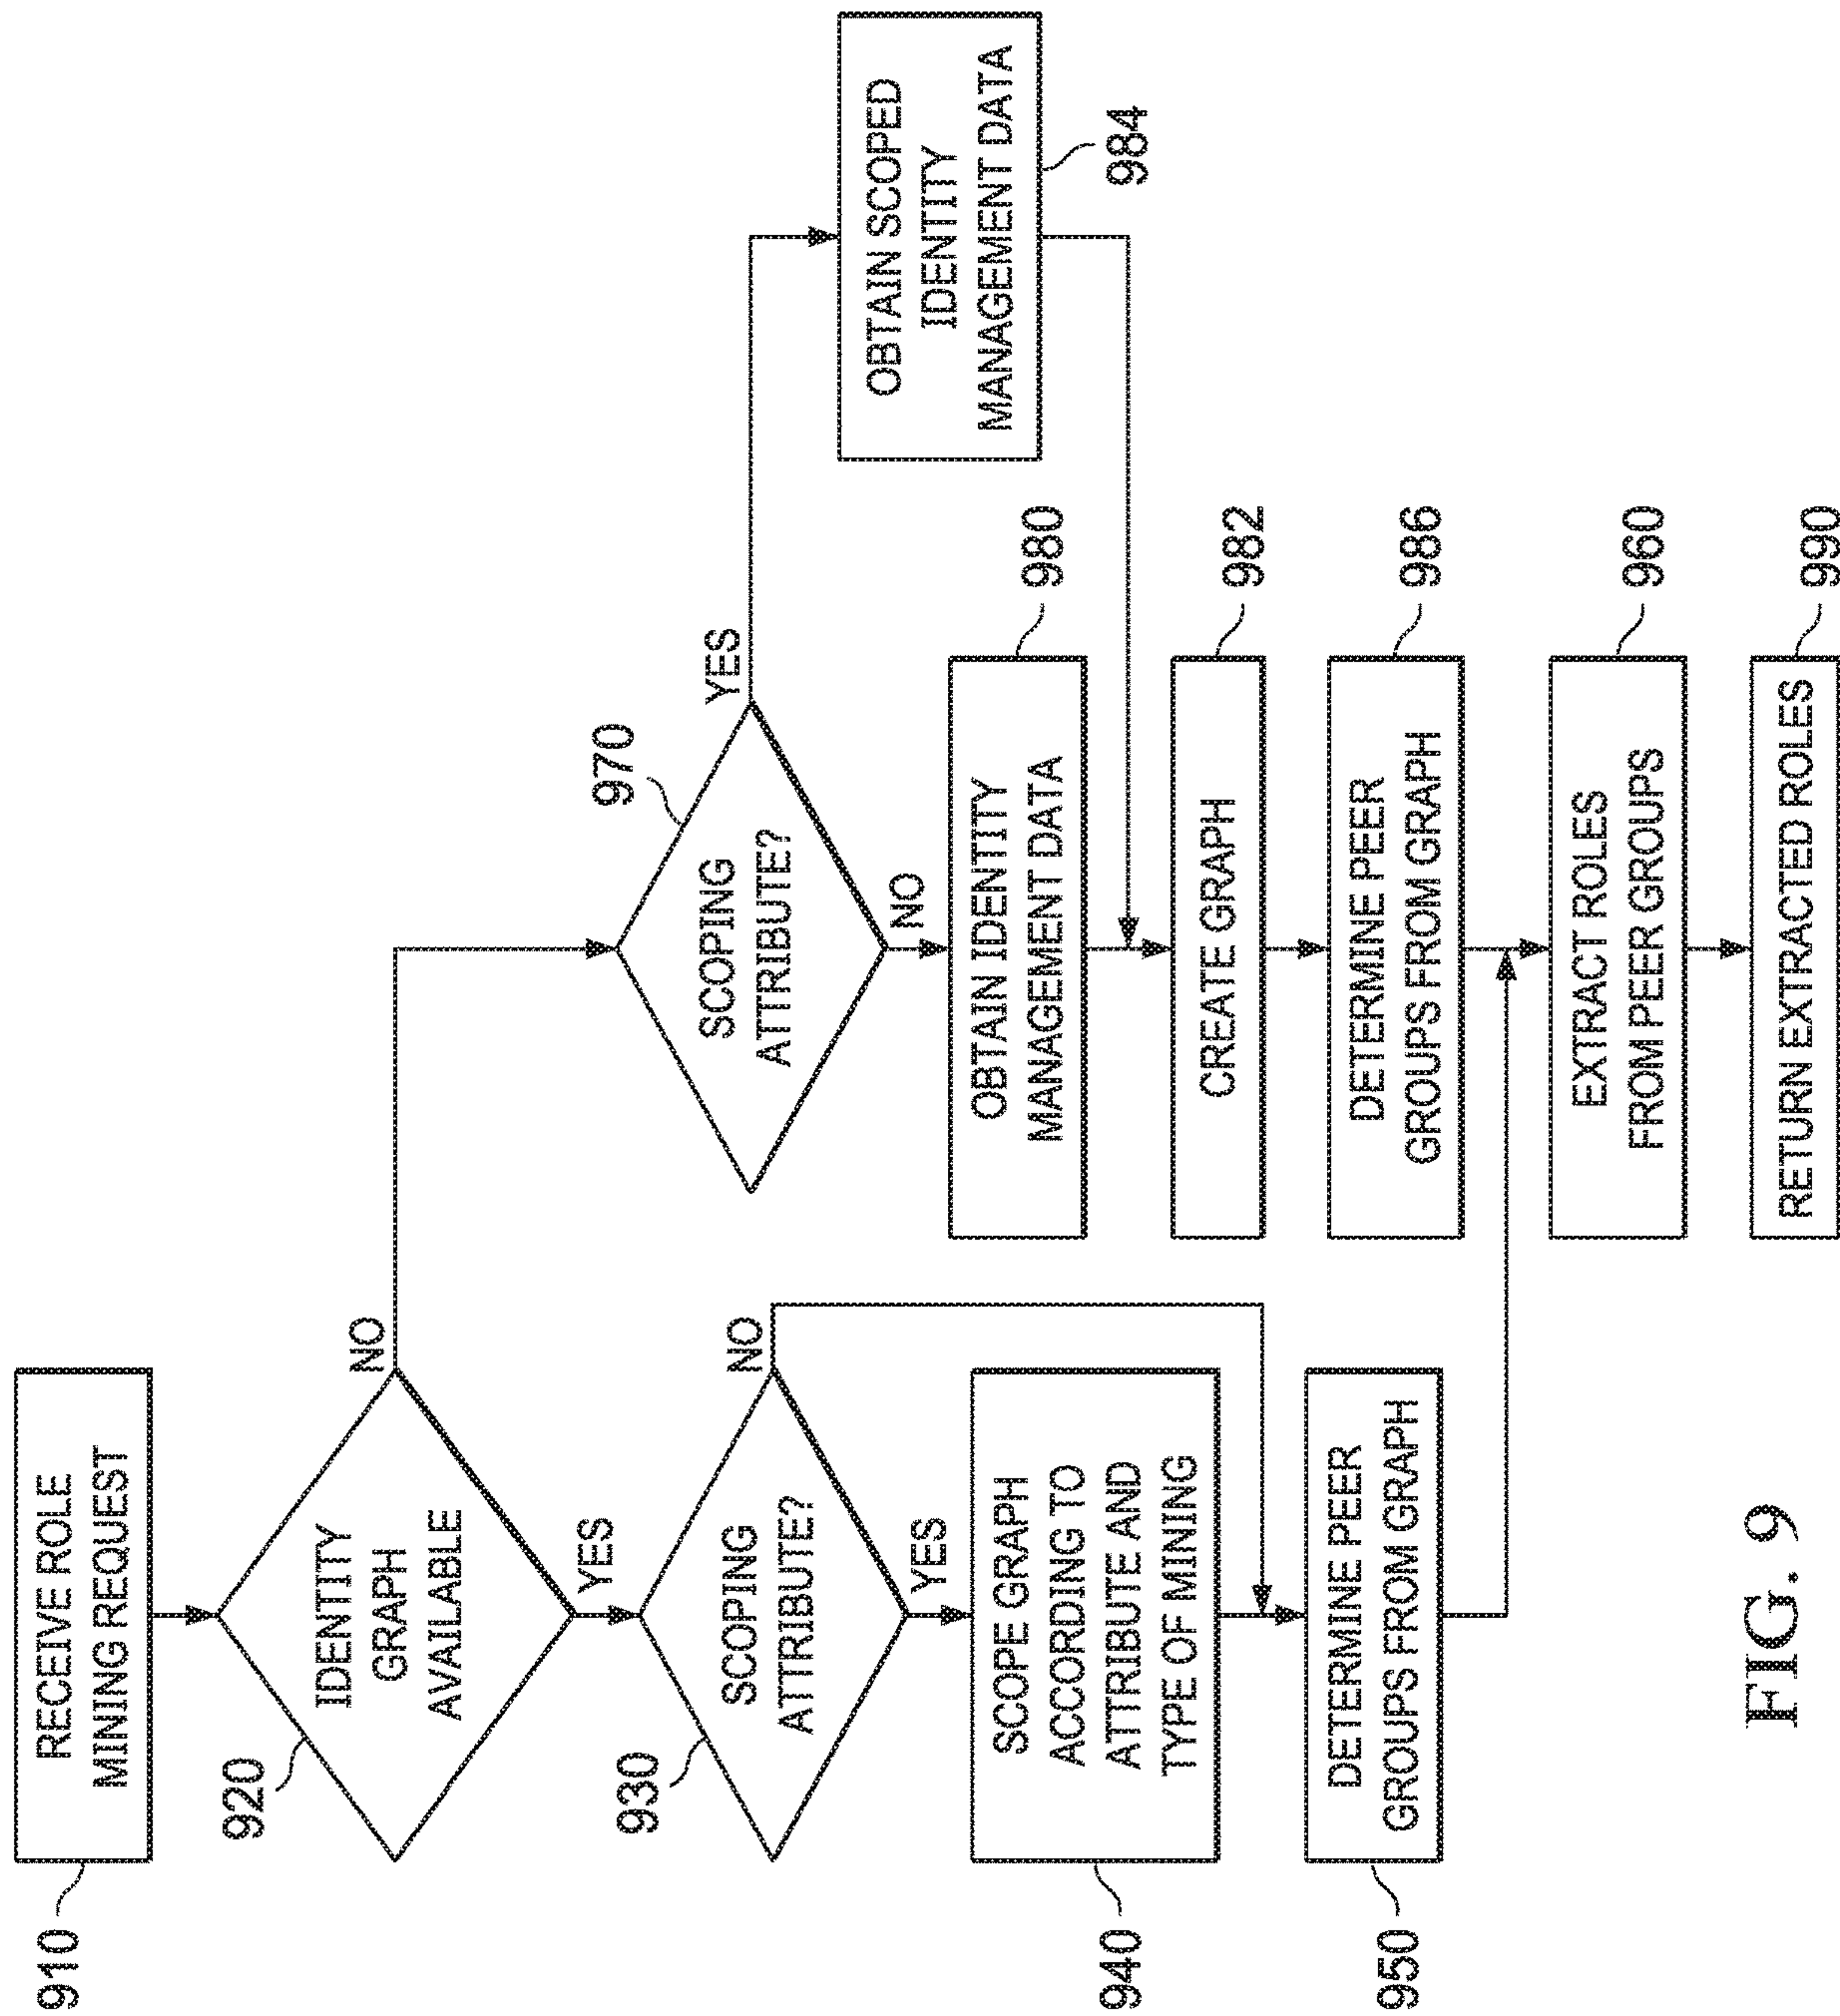 910
RECEIVE ROLE
MINING REQUEST
920
IDENTITY
GRAPH
AVAILABLE
NO
YES
930
SCOPING
ATTRIBUTE?
NO
YES
940
SCOPE GRAPH
ACCORDING TO
ATTRIBUTE AND
TYPE OF MINING
950
DETERMINE PEER
GROUPS FROM GRAPH
970
SCOPING
ATTRIBUTE?
YES
NO
OBTAIN SCOPED
IDENTITY
MANAGEMENT DATA
984
OBTAIN IDENTITY
MANAGEMENT DATA
980
CREATE GRAPH
982
DETERMINE PEER
GROUPS FROM GRAPH
986
EXTRACT ROLES
FROM PEER GROUPS
960
RETURN EXTRACTED ROLES
990
FIG. 9